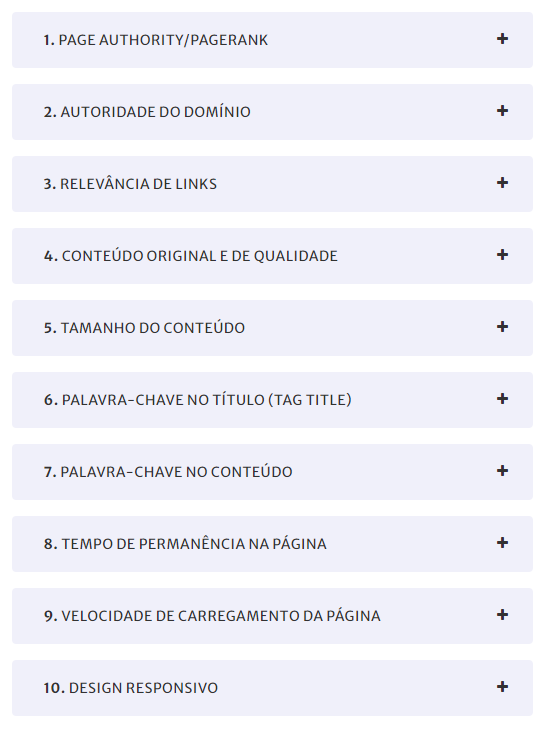 1. PAGE AUTHORITY/PAGERANK +
2. AUTORIDADE DO DOMÍNIO +
3. RELEVÂNCIA DE LINKS +
4. CONTEÚDO ORIGINAL E DE QUALIDADE +
5. TAMANHO DO CONTEÚDO +
6. PALAVRA-CHAVE NO TÍTULO (TAG TITLE) +
7. PALAVRA-CHAVE NO CONTEÚDO +
8. TEMPO DE PERMANÊNCIA NA PÁGINA +
9. VELOCIDADE DE CARREGAMENTO DA PÁGINA +
10. DESIGN RESPONSIVO +